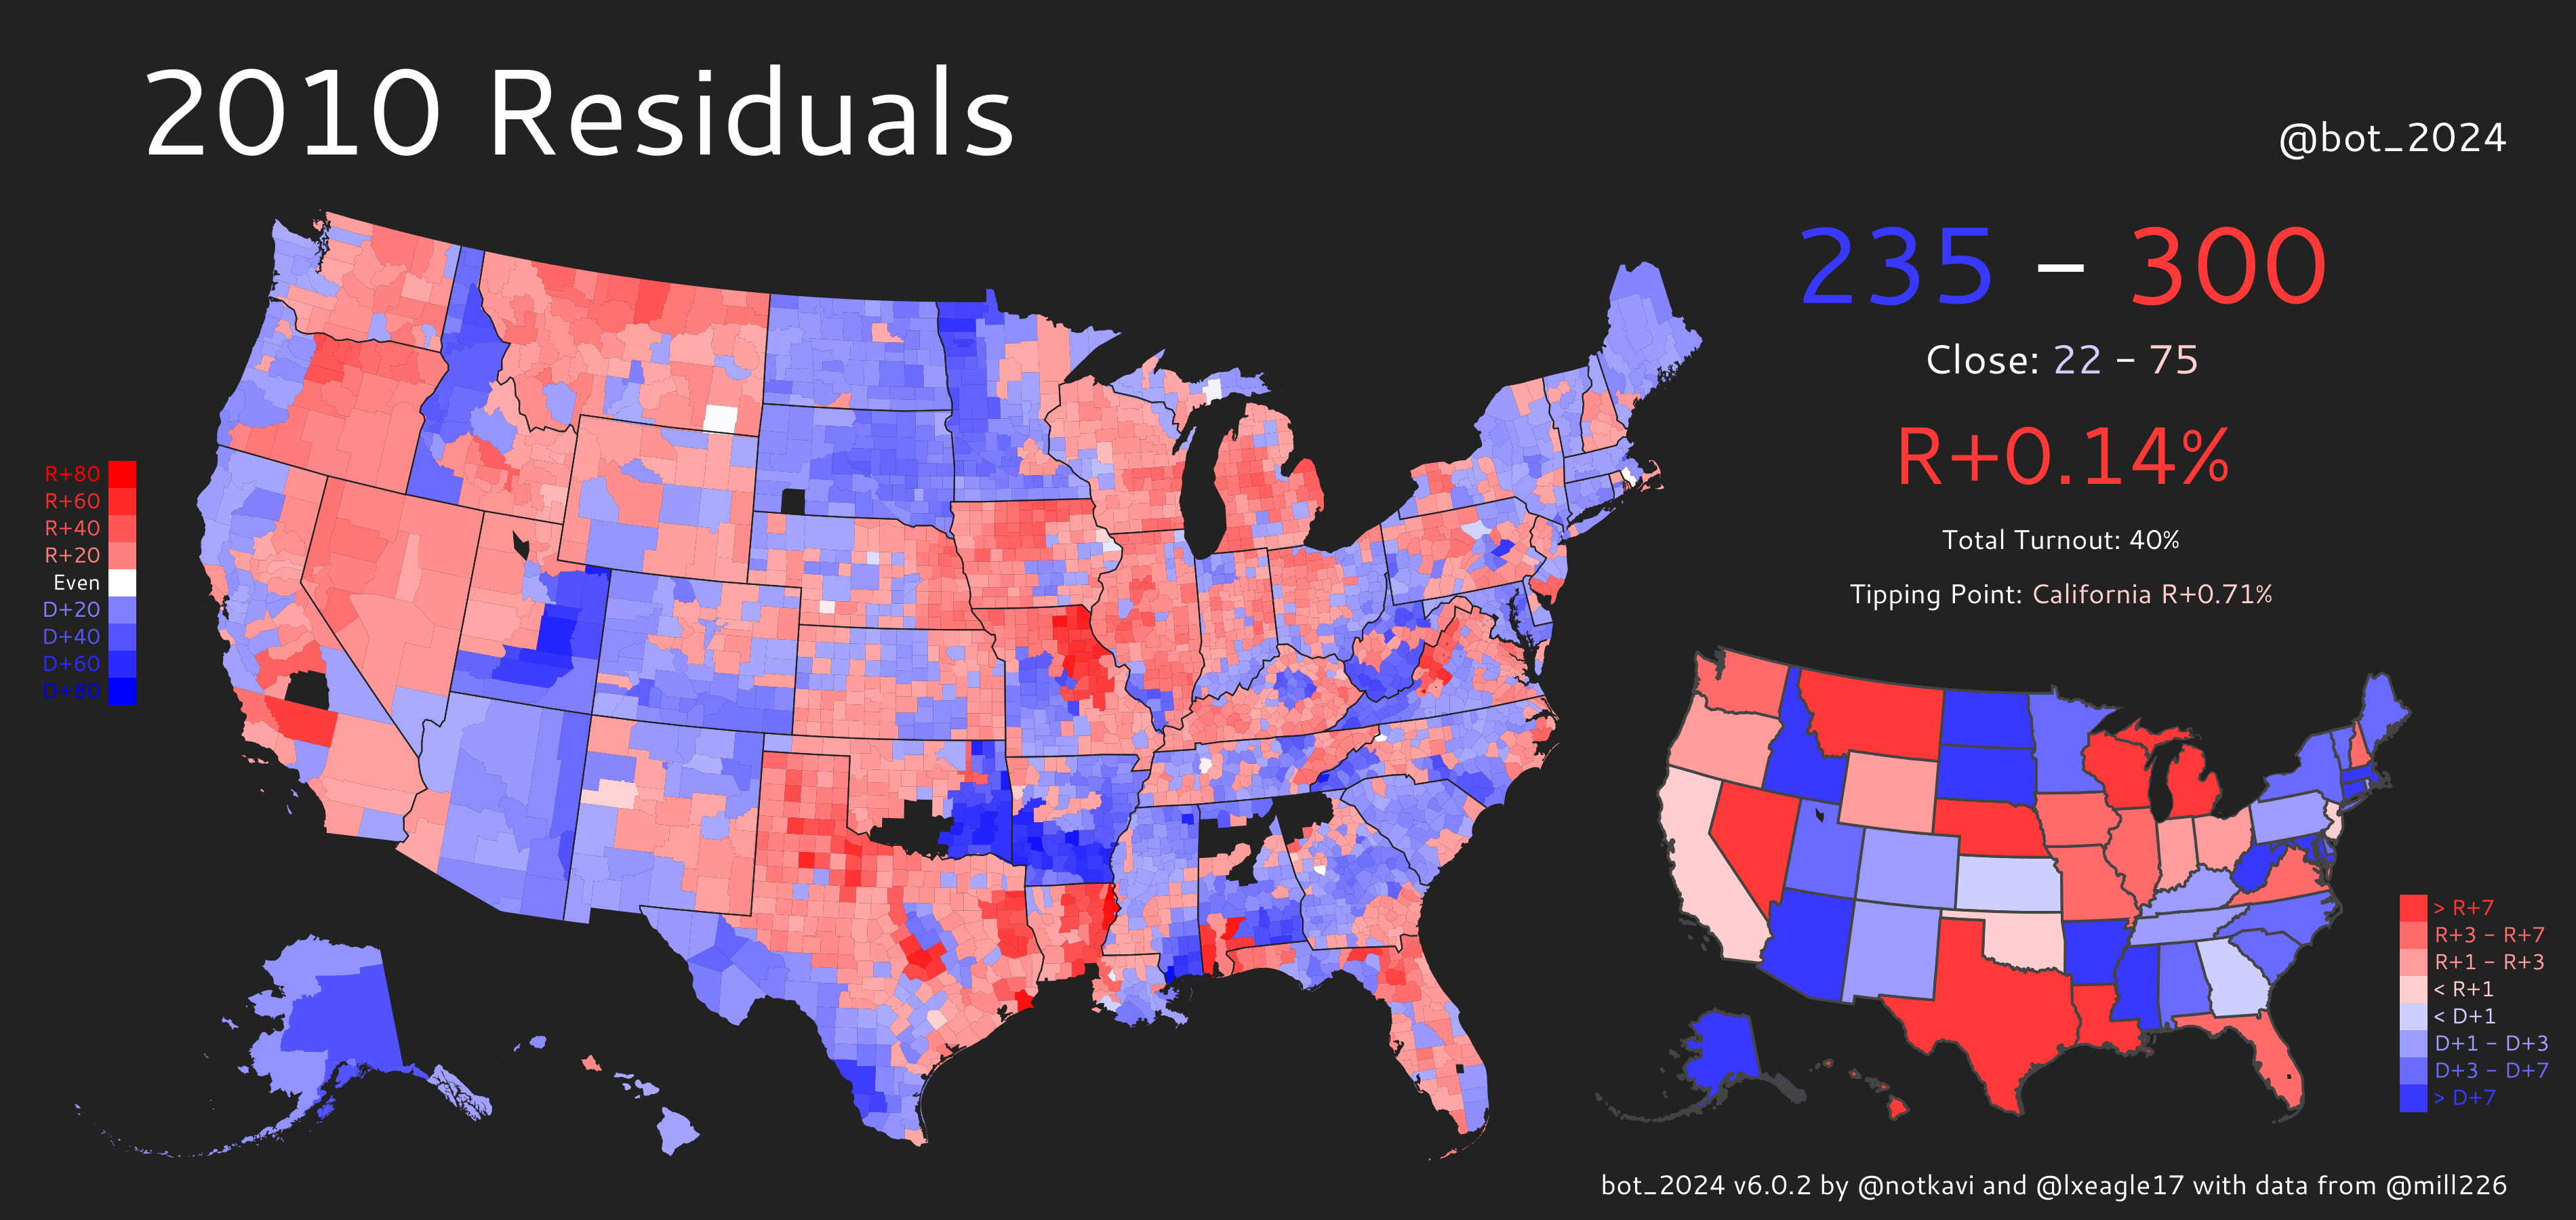 2010 Residuals
@bot_2024
235 – 300
Close: 22 – 75
R+0.14%
Total Turnout: 40%
Tipping Point: California R+0.71%
R+80
R+60
R+40
R+20
Even
D+20
D+40
D+60
D+80
> R+7
R+3 – R+7
R+1 – R+3
< R+1
< D+1
D+1 – D+3
D+3 – D+7
> D+7
bot_2024 v6.0.2 by @notkavi and @lxeagle17 with data from @mill226